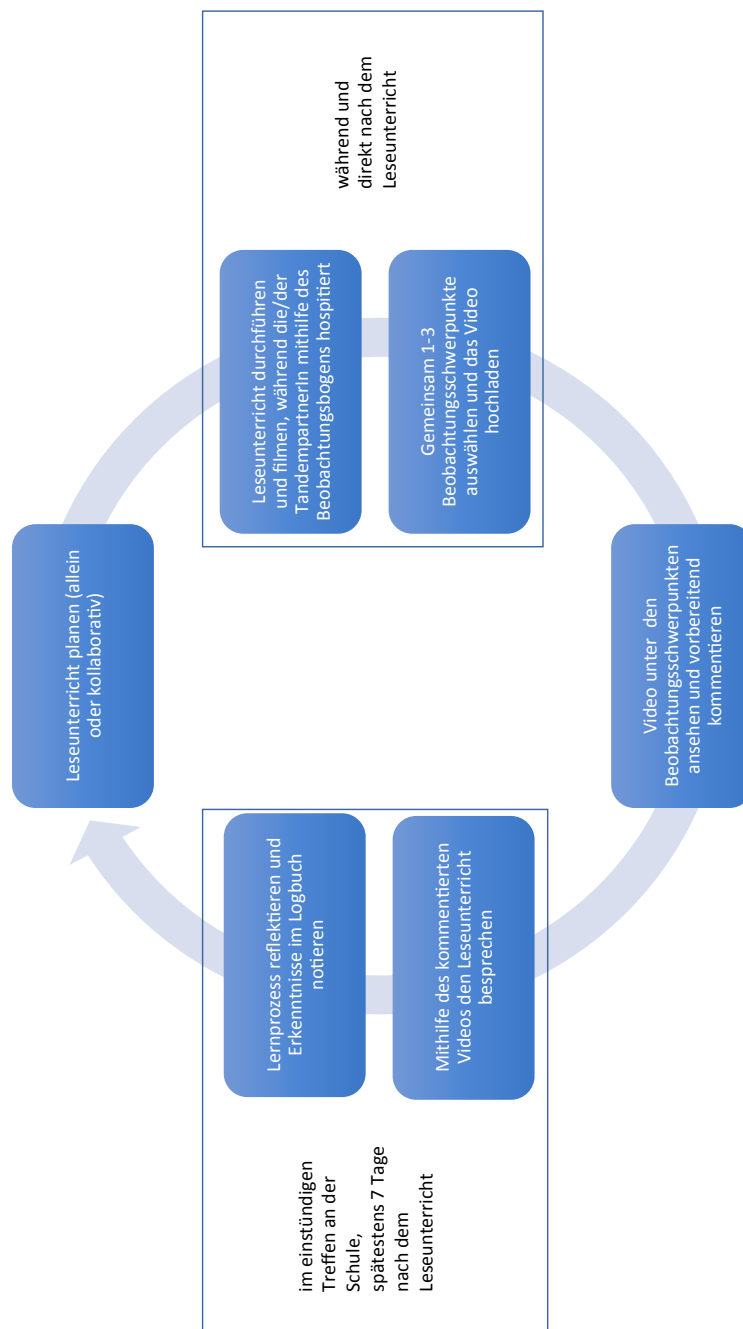 Leseunterricht planen (allein
oder kollaborativ)
Leseunterricht durchführen
und filmen, während die/der
TandempartnerIn mithilfe des
Beobachtungsbogens hospitiert
während und
direkt nach dem
Leseunterricht
Gemeinsam 1-3
Beobachtungsschwerpunkte
auswählen und das Video
hochladen
Video unter den
Beobachtungsschwerpunkten
ansehen und vorbereitend
kommentieren
Mithilfe des kommentierten
Videos den Leseunterricht
besprechen
im einstündigen
Treffen an der
Schule,
spätestens 7 Tage
nach dem
Leseunterricht
Lernprozess reflektieren und
Erkenntnisse im Logbuch
notieren